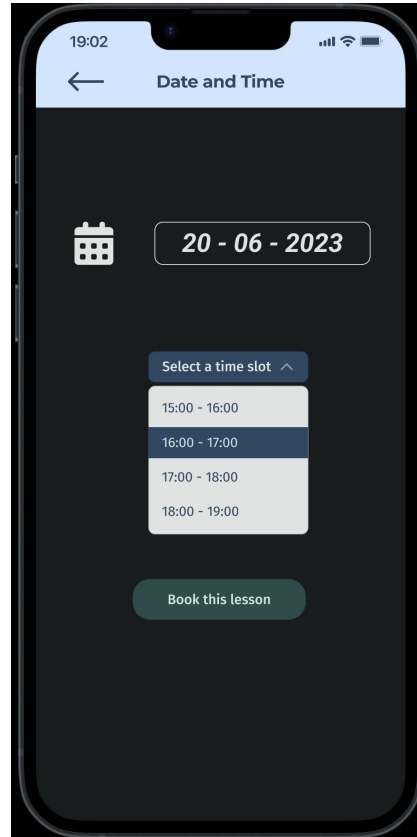 19:02
Date and Time
20 - 06 - 2023
Select a time slot
15:00 - 16:00
16:00 - 17:00
17:00 - 18:00
18:00 - 19:00
Book this lesson